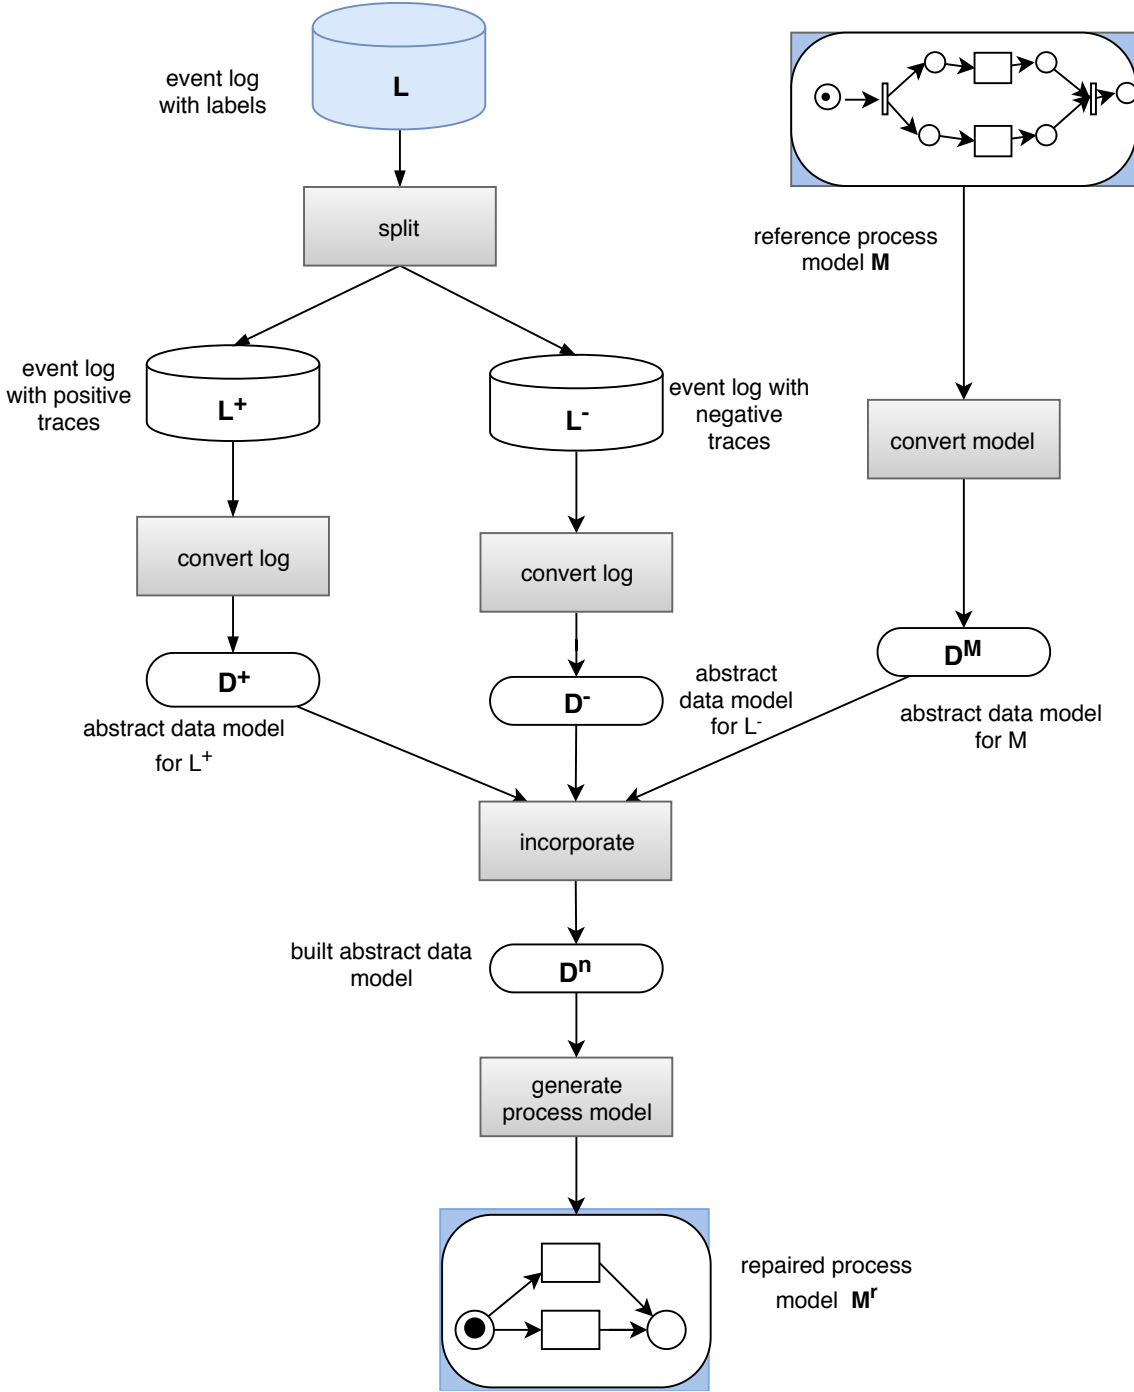 event log
with labels
L
split
reference process
model M
event log
with positive
traces
L+
L-
event log with
negative
traces
convert model
convert log
convert log
D+
abstract data model
for L+
D-
abstract
data model
for L-
DM
abstract data model
for M
incorporate
built abstract data
model
Dn
generate
process model
repaired process
model Mr